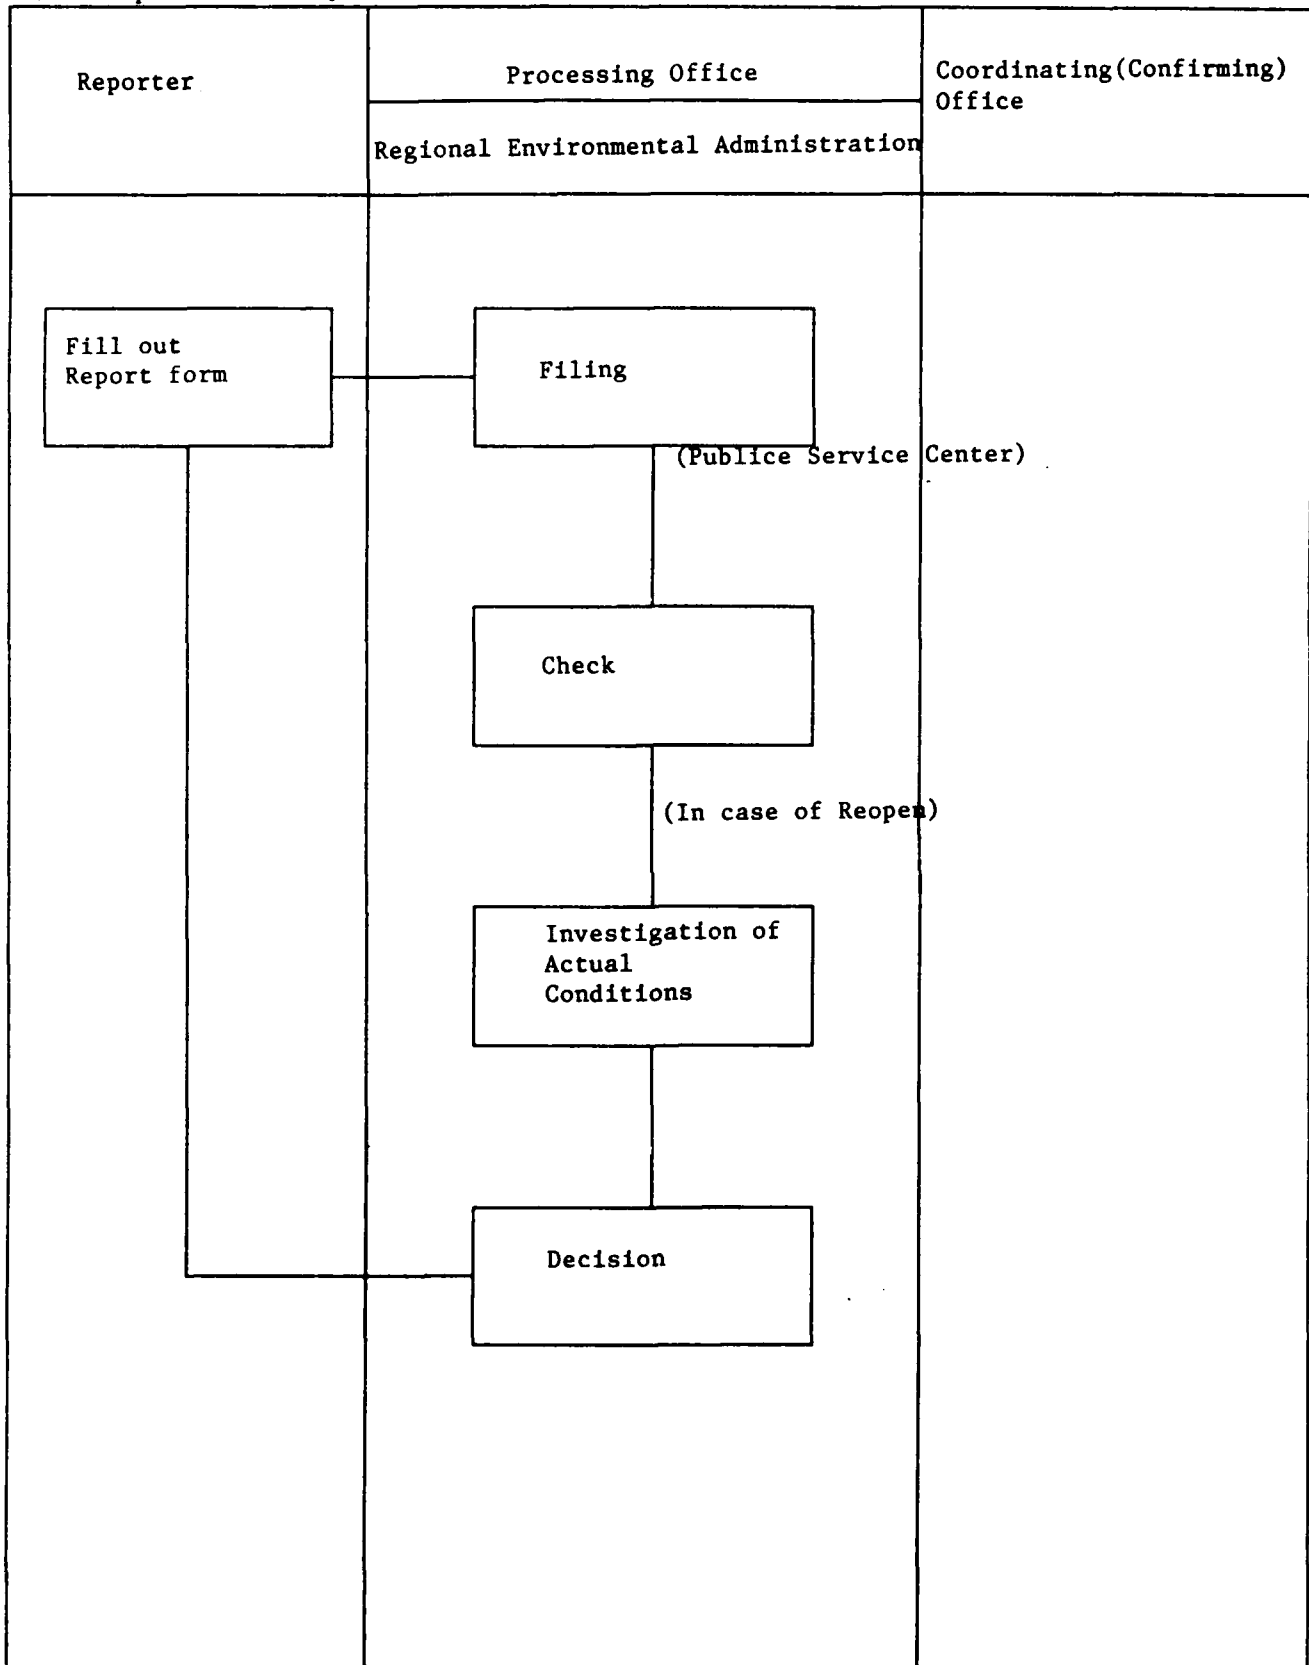 Reporter
Processing Office
Coordinating(Confirming)
Office
Regional Environmental Administration
Fill out
Report form
Filing
(Publice Service Center)
Check
(In case of Reopen)
Investigation of
Actual
Conditions
Decision